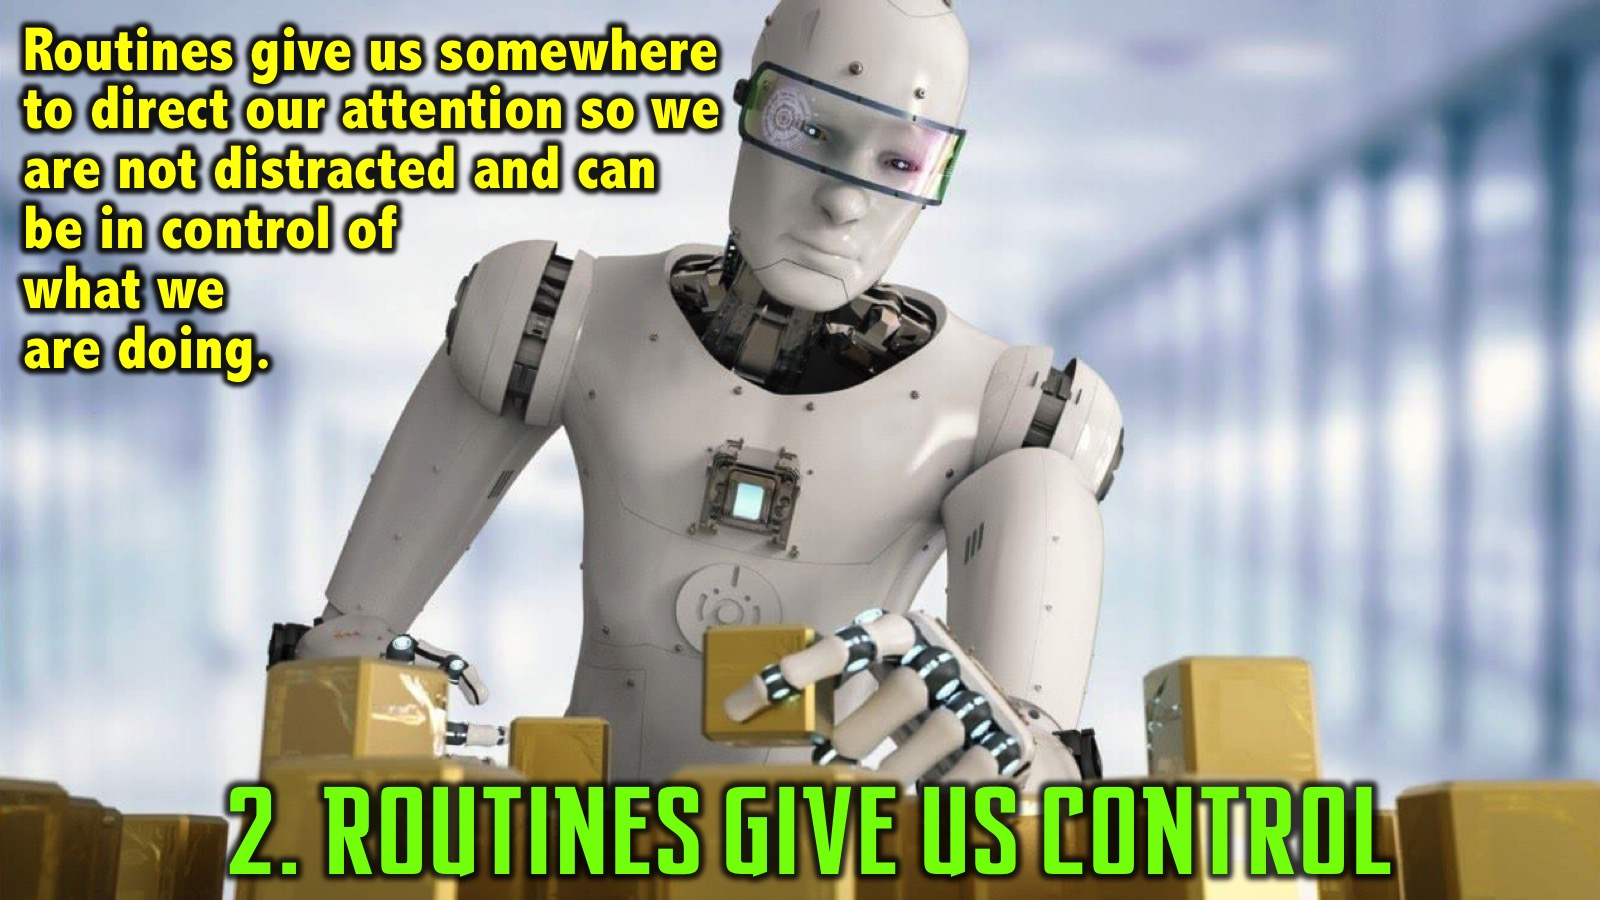 Routines give us somewhere
to direct our attention so we
are not distracted and can
be in control of
what we
are doing.
2. ROUTINES GIVE US CONTROL